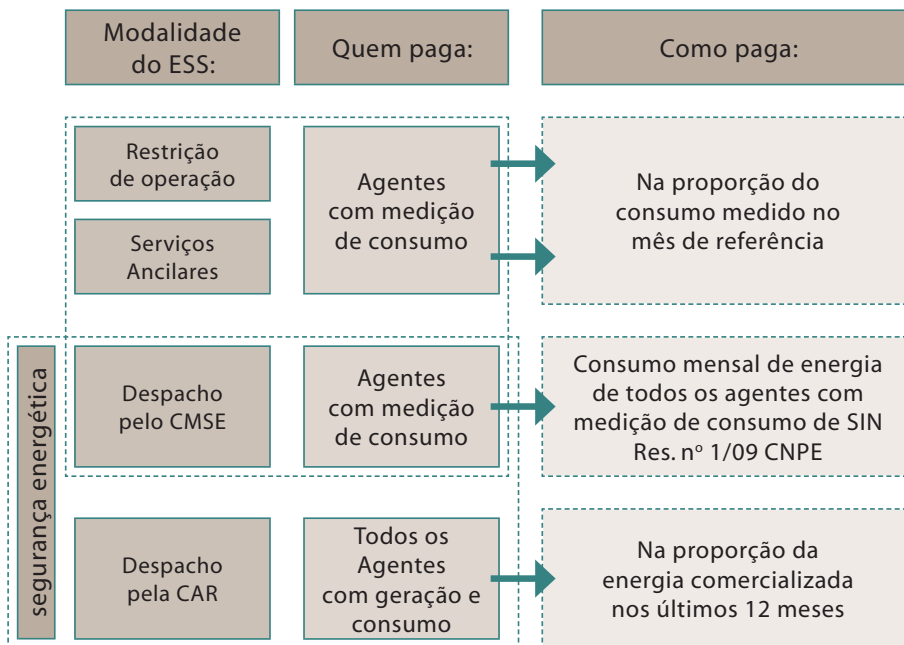 Modalidade
do ESS:
Quem paga:
Como paga:
Restrição
de operação
Serviços
Ancilares
Agentes
com medição
de consumo
Na proporção do
consumo medido no
mês de referência
segurança energética
Despacho
pelo CMSE
Agentes
com medição
de consumo
Consumo mensal de energia
de todos os agentes com
medição de consumo de SIN
Res. nº 1/09 CNPE
Despacho
pela CAR
Todos os
Agentes
com geração e
consumo
Na proporção da
energia comercializada
nos últimos 12 meses